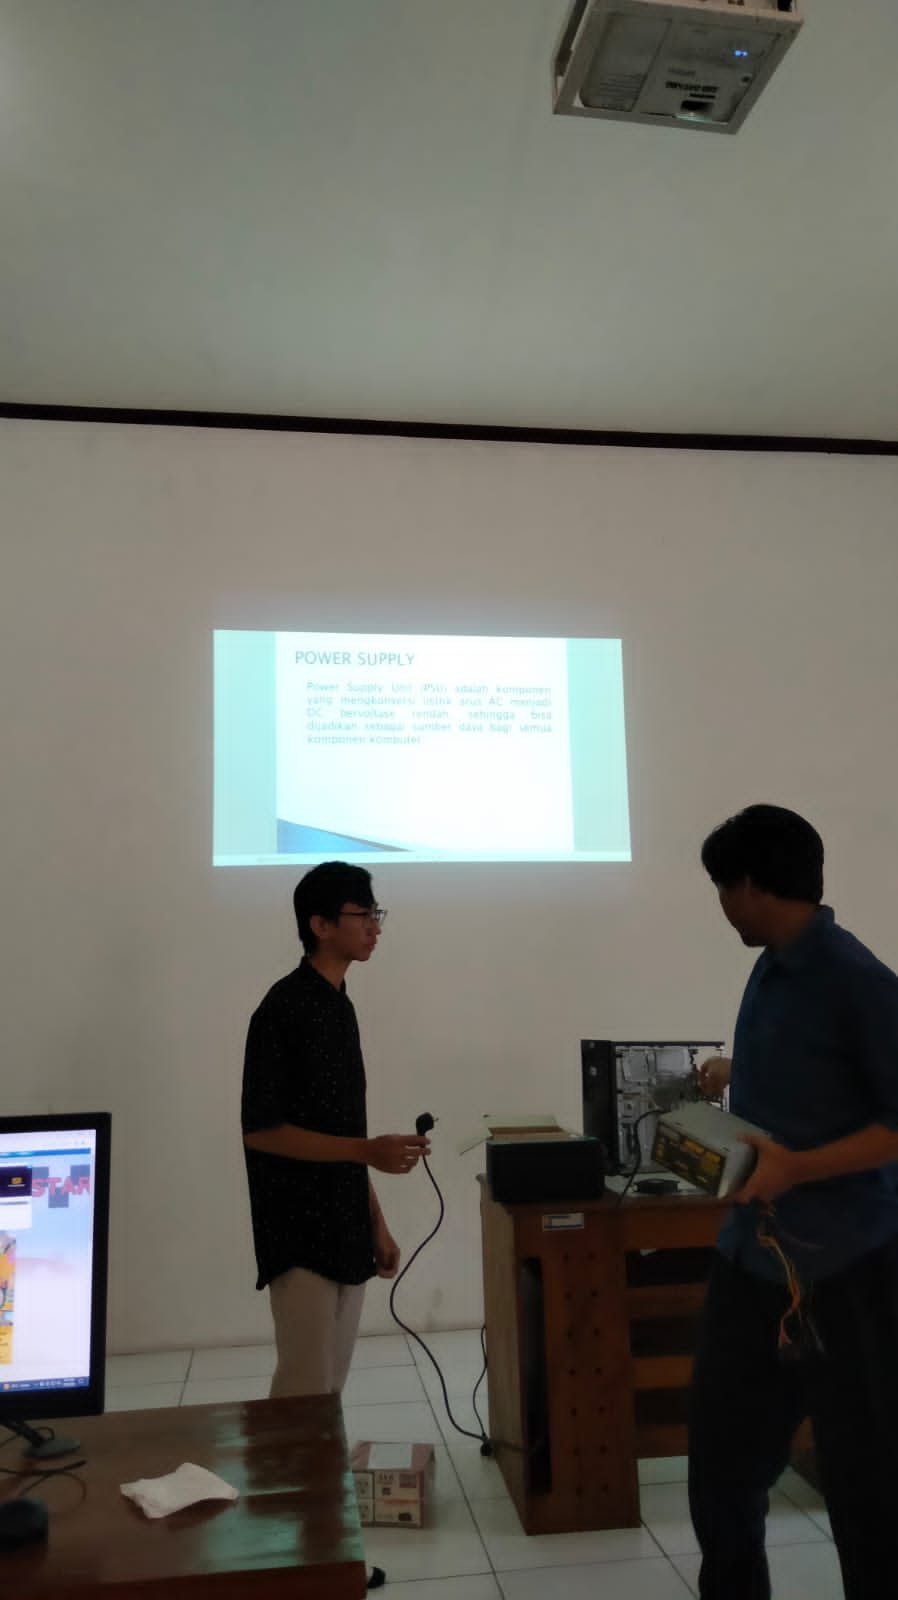 POWER SUPPLY
Power Supply Unit (PSU) adalah komponen
yang mengkonversi listrik arus AC menjadi
DC bervoltase rendah sehingga bisa
dijadikan sebagai sumber daya bagi semua
komponen komputer
STAR